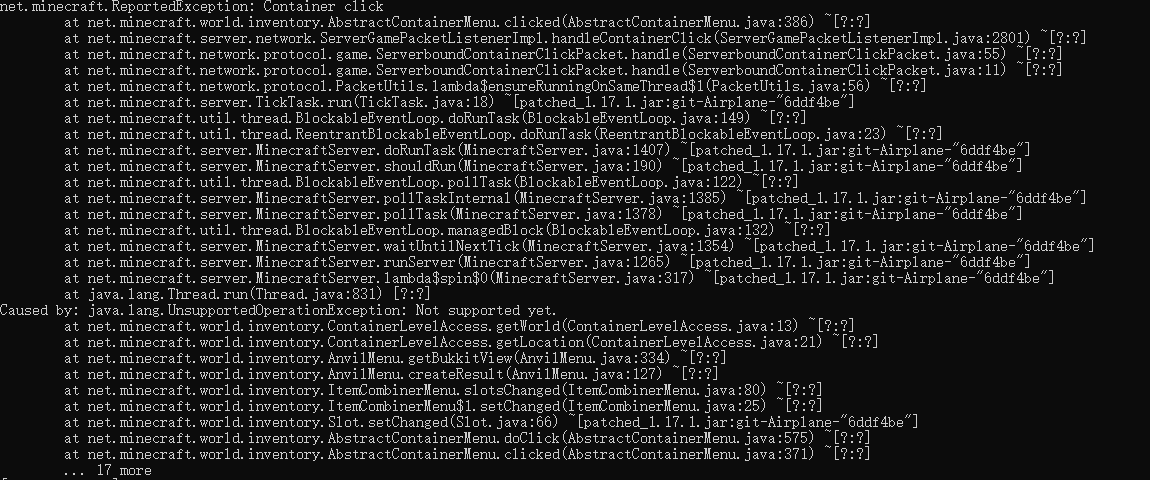 net.minecraft.ReportedException: Container click
at net.minecraft.world.inventory.AbstractContainerMenu.clicked(AbstractContainerMenu.java:386) ~[?:?]
at net.minecraft.server.network.ServerGamePacketListenerImpl.handleContainerClick(ServerGamePacketListenerImpl.java:2801) ~[?:?]
at net.minecraft.network.protocol.game.ServerboundContainerClickPacket.handle(ServerboundContainerClickPacket.java:55) ~[?:?]
at net.minecraft.network.protocol.game.ServerboundContainerClickPacket.handle(ServerboundContainerClickPacket.java:11) ~[?:?]
at net.minecraft.network.protocol.PacketUtils.lambda$ensureRunningOnSameThread$1(PacketUtils.java:56) ~[?:?]
at net.minecraft.server.TickTask.run(TickTask.java:18) ~[patched_1.17.1.jar:git-Airplane-"6ddf4be"]
at net.minecraft.util.thread.BlockableEventLoop.doRunTask(BlockableEventLoop.java:149) ~[?:?]
at net.minecraft.util.thread.ReentrantBlockableEventLoop.doRunTask(ReentrantBlockableEventLoop.java:23) ~[?:?]
at net.minecraft.server.MinecraftServer.doRunTask(MinecraftServer.java:1407) ~[patched_1.17.1.jar:git-Airplane-"6ddf4be"]
at net.minecraft.server.MinecraftServer.shouldRun(MinecraftServer.java:190) ~[patched_1.17.1.jar:git-Airplane-"6ddf4be"]
at net.minecraft.util.thread.BlockableEventLoop.pollTask(BlockableEventLoop.java:122) ~[?:?]
at net.minecraft.server.MinecraftServer.pollTaskInternal(MinecraftServer.java:1385) ~[patched_1.17.1.jar:git-Airplane-"6ddf4be"]
at net.minecraft.server.MinecraftServer.pollTask(MinecraftServer.java:1378) ~[patched_1.17.1.jar:git-Airplane-"6ddf4be"]
at net.minecraft.util.thread.BlockableEventLoop.managedBlock(BlockableEventLoop.java:132) ~[?:?]
at net.minecraft.server.MinecraftServer.waitUntilNextTick(MinecraftServer.java:1354) ~[patched_1.17.1.jar:git-Airplane-"6ddf4be"]
at net.minecraft.server.MinecraftServer.runServer(MinecraftServer.java:1265) ~[patched_1.17.1.jar:git-Airplane-"6ddf4be"]
at net.minecraft.server.MinecraftServer.lambda$spin$0(MinecraftServer.java:317) ~[patched_1.17.1.jar:git-Airplane-"6ddf4be"]
at java.lang.Thread.run(Thread.java:831) [?:?]
Caused by: java.lang.UnsupportedOperationException: Not supported yet.
at net.minecraft.world.inventory.ContainerLevelAccess.getWorld(ContainerLevelAccess.java:13) ~[?:?]
at net.minecraft.world.inventory.ContainerLevelAccess.getLocation(ContainerLevelAccess.java:21) ~[?:?]
at net.minecraft.world.inventory.AnvilMenu.getBukkitView(AnvilMenu.java:334) ~[?:?]
at net.minecraft.world.inventory.AnvilMenu.createResult(AnvilMenu.java:127) ~[?:?]
at net.minecraft.world.inventory.ItemCombinerMenu.slotsChanged(ItemCombinerMenu.java:80) ~[?:?]
at net.minecraft.world.inventory.ItemCombinerMenu$1.setChanged(ItemCombinerMenu.java:25) ~[?:?]
at net.minecraft.world.inventory.Slot.setChanged(Slot.java:66) ~[patched_1.17.1.jar:git-Airplane-"6ddf4be"]
at net.minecraft.world.inventory.AbstractContainerMenu.doClick(AbstractContainerMenu.java:575) ~[?:?]
at net.minecraft.world.inventory.AbstractContainerMenu.clicked(AbstractContainerMenu.java:371) ~[?:?]
... 17 more